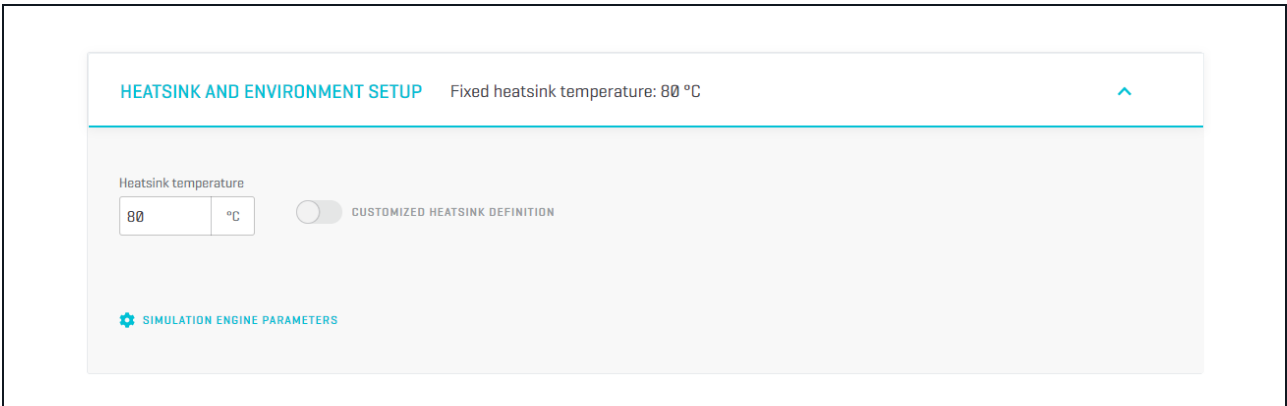 HEATSINK AND ENVIRONMENT SETUP Fixed heatsink temperature: 80 °C
Heatsink temperature
80 °C CUSTOMIZED HEATSINK DEFINITION
SIMULATION ENGINE PARAMETERS